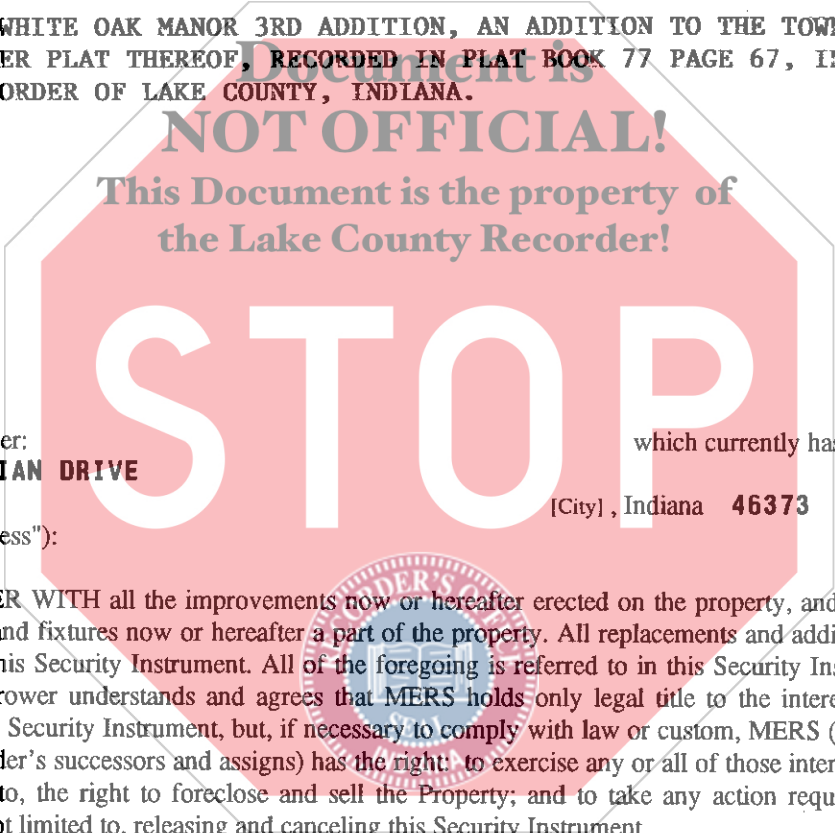 WHITE OAK MANOR 3RD ADDITION, AN ADDITION TO THE TOW
ER PLAT THEREOF, RECORDED IN PLAT BOOK 77 PAGE 67, I
ORDER OF LAKE COUNTY, INDIANA.
Document is
NOT OFFICIAL!
This Document is the property of
the Lake County Recorder!
STOP
er: which currently has
IAN DRIVE
[City] , Indiana 46373
ess"):
ER WITH all the improvements now or hereafter erected on the property, and
nd fixtures now or hereafter a part of the property. All replacements and addi
his Security Instrument. All of the foregoing is referred to in this Security Ins
rower understands and agrees that MERS holds only legal title to the intere
Security Instrument, but, if necessary to comply with law or custom, MERS (
der's successors and assigns) has the right: to exercise any or all of those inter
to, the right to foreclose and sell the Property; and to take any action requ
ot limited to, releasing and canceling this Security Instrument
RECORDER'S OFFICE
SEAL
INDIANA